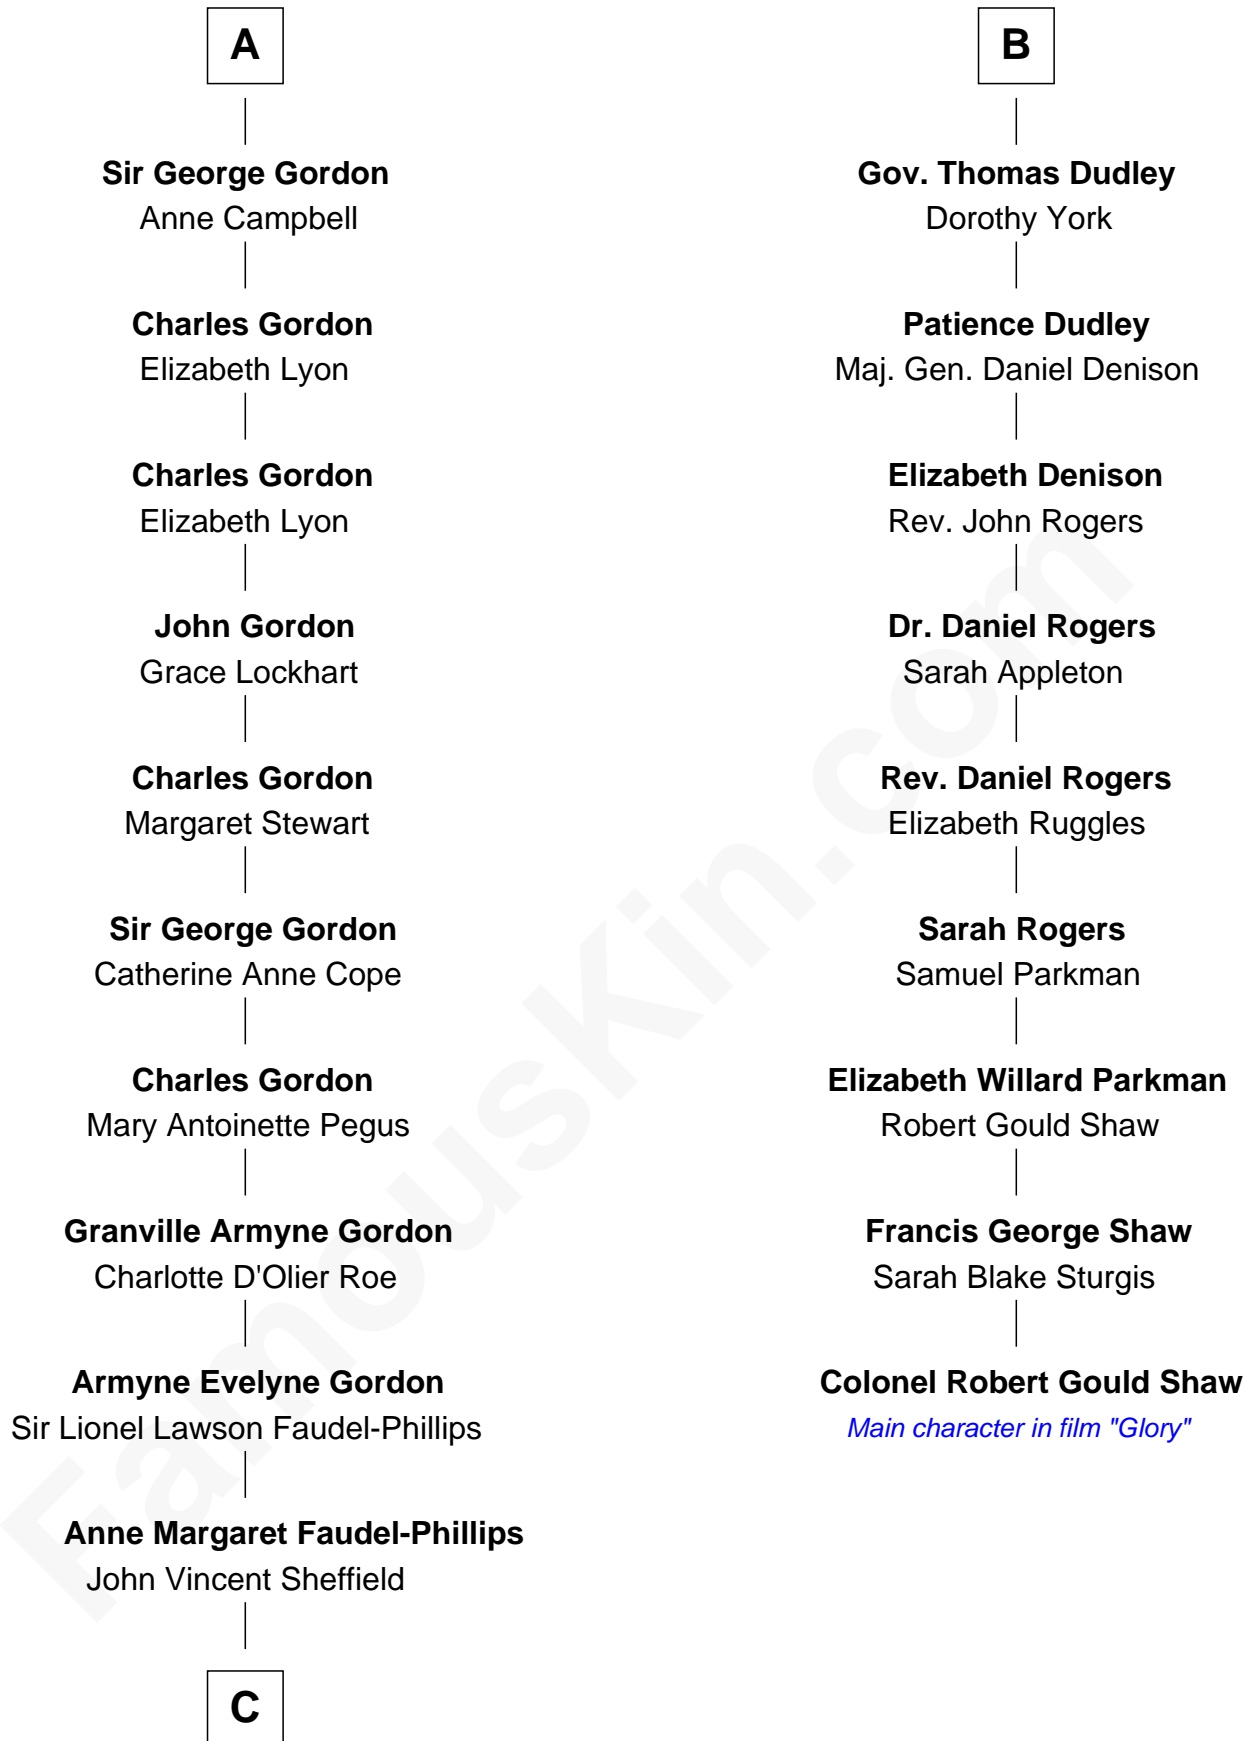 A
Sir George Gordon
Anne Campbell
Charles Gordon
Elizabeth Lyon
Charles Gordon
Elizabeth Lyon
John Gordon
Grace Lockhart
Charles Gordon
Margaret Stewart
Sir George Gordon
Catherine Anne Cope
Charles Gordon
Mary Antoinette Pegus
Granville Armyne Gordon
Charlotte D'Olier Roe
Armyne Evelyne Gordon
Sir Lionel Lawson Faudel-Phillips
Anne Margaret Faudel-Phillips
John Vincent Sheffield
C
B
Gov. Thomas Dudley
Dorothy York
Patience Dudley
Maj. Gen. Daniel Denison
Elizabeth Denison
Rev. John Rogers
Dr. Daniel Rogers
Sarah Appleton
Rev. Daniel Rogers
Elizabeth Ruggles
Sarah Rogers
Samuel Parkman
Elizabeth Willard Parkman
Robert Gould Shaw
Francis George Shaw
Sarah Blake Sturgis
Colonel Robert Gould Shaw
Main character in film "Glory"
FamousKin.com